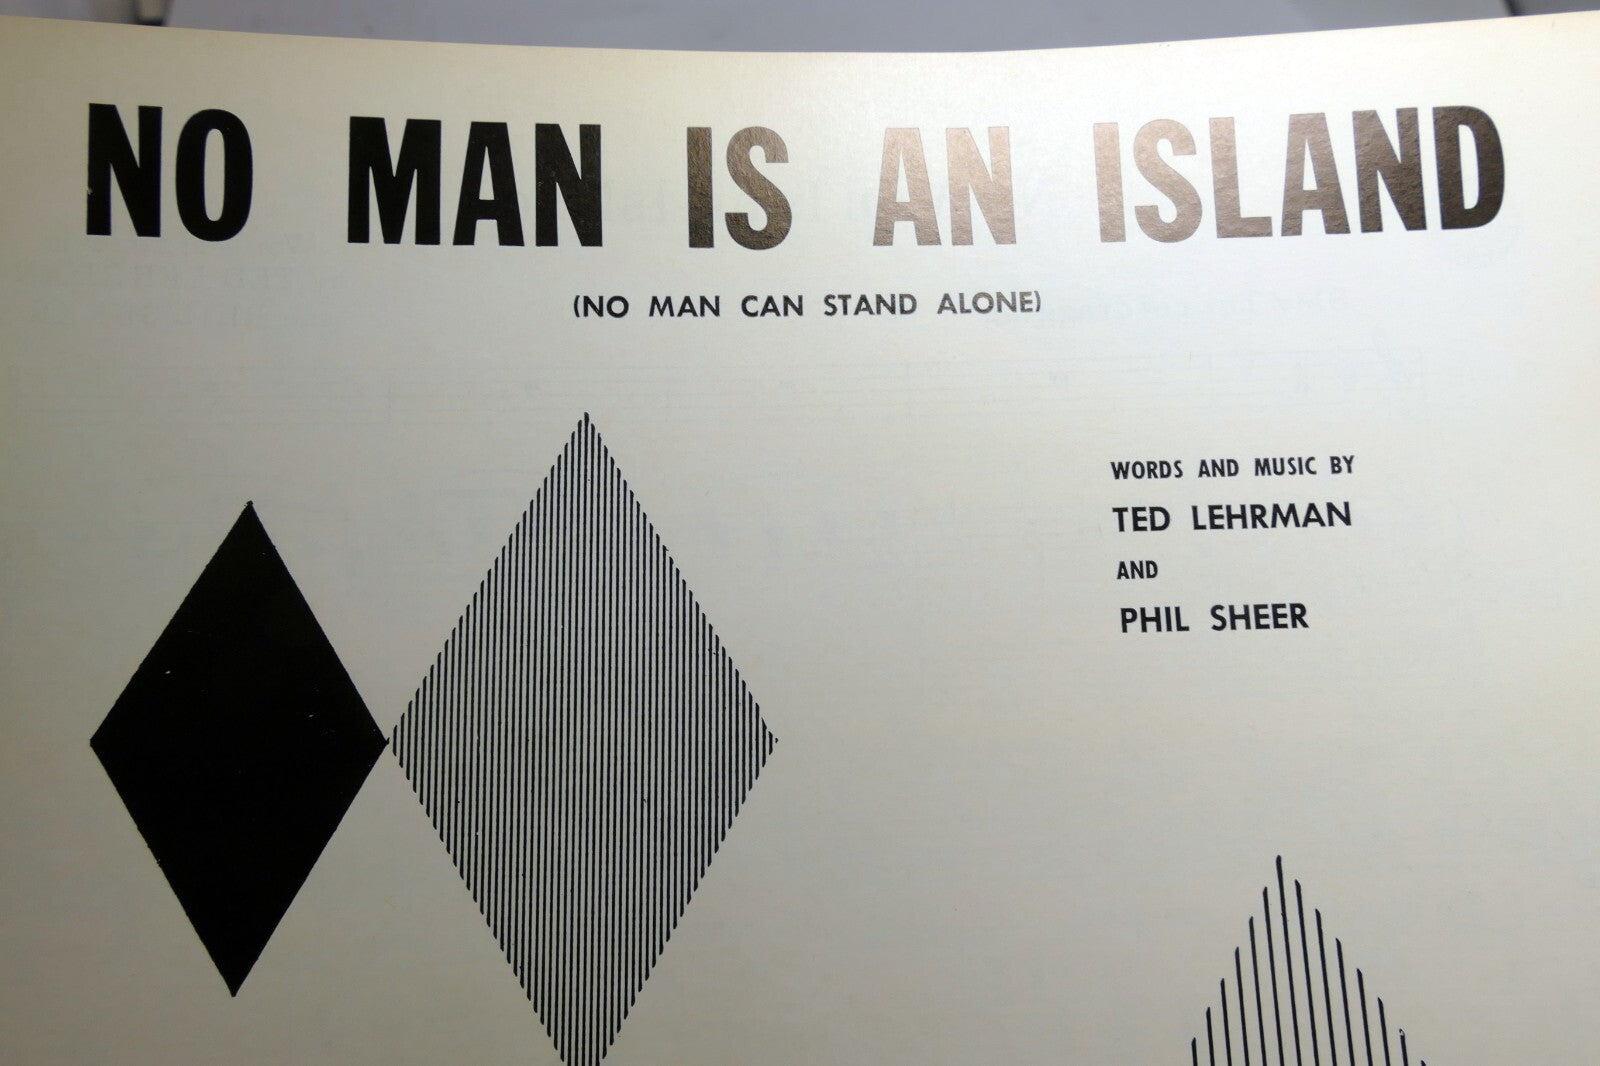 NO MAN IS AN ISLAND
(NO MAN CAN STAND ALONE)
WORDS AND MUSIC BY
TED LEHRMAN
AND
PHIL SHEER